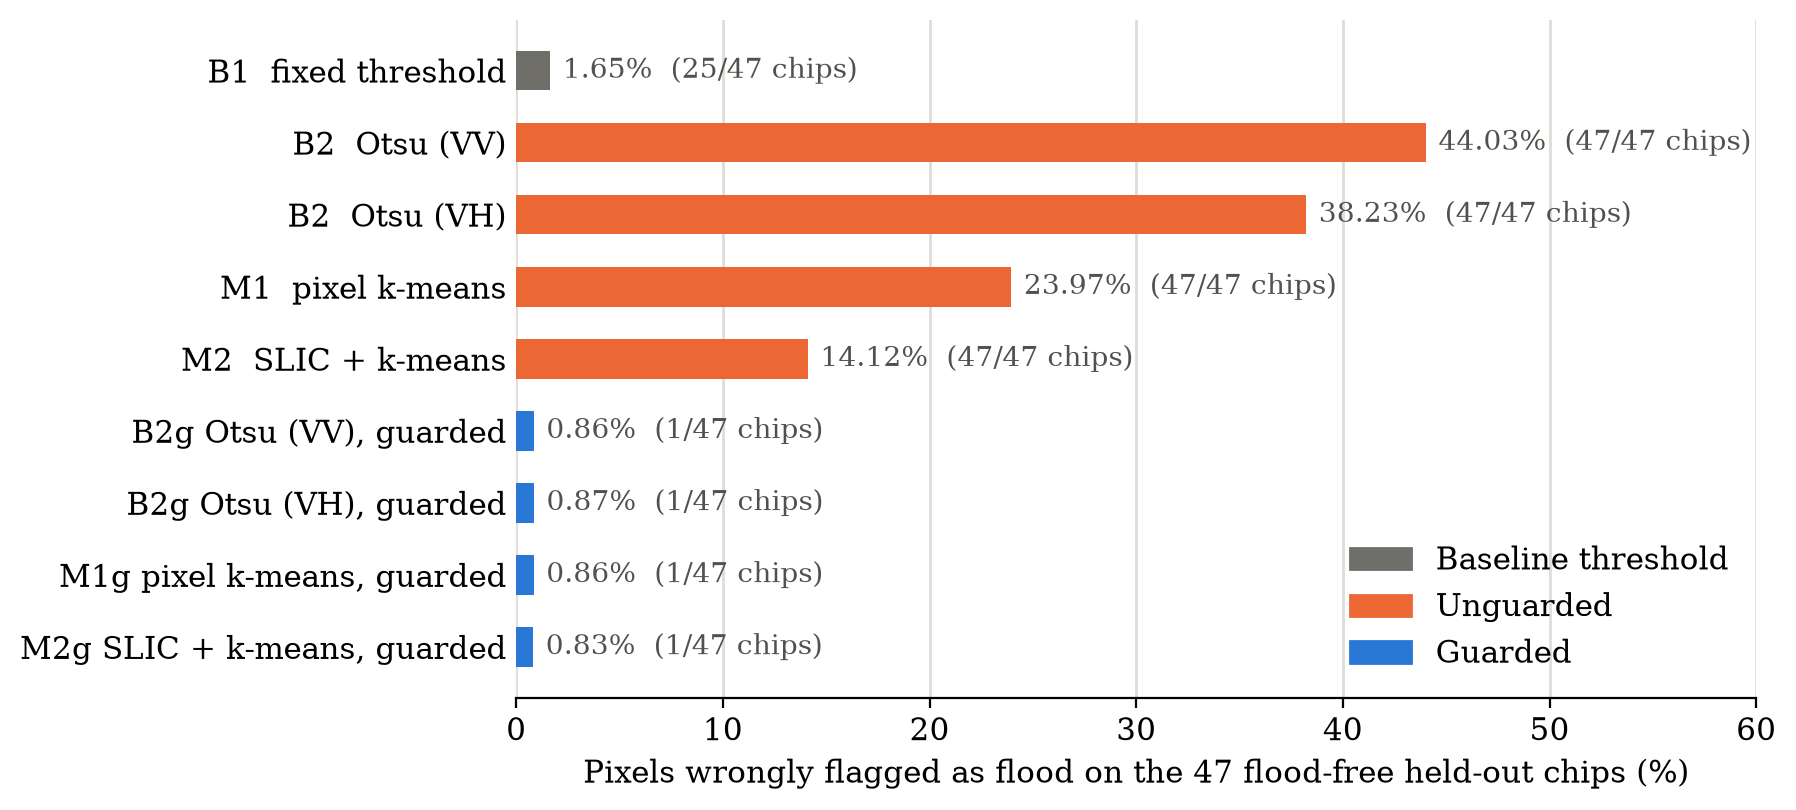 B1  fixed threshold 1.65%  (25/47 chips)
B2  Otsu (VV) 44.03%  (47/47 chips)
B2  Otsu (VH) 38.23%  (47/47 chips)
M1  pixel k-means 23.97%  (47/47 chips)
M2  SLIC + k-means 14.12%  (47/47 chips)
B2g Otsu (VV), guarded 0.86%  (1/47 chips)
B2g Otsu (VH), guarded 0.87%  (1/47 chips)
M1g pixel k-means, guarded 0.86%  (1/47 chips)
M2g SLIC + k-means, guarded 0.83%  (1/47 chips)
Baseline threshold
Unguarded
Guarded
0 10 20 30 40 50 60
Pixels wrongly flagged as flood on the 47 flood-free held-out chips (%)